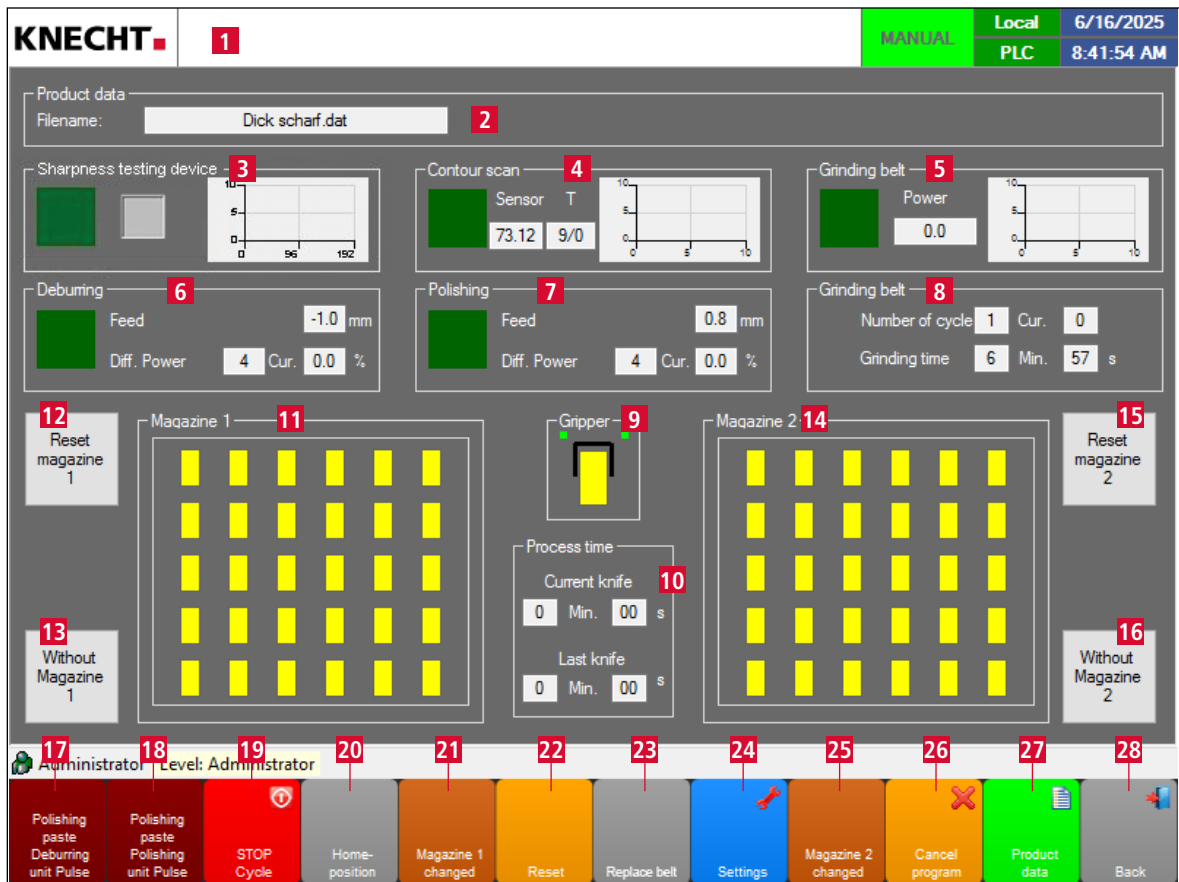 KNECHT
1
MANUAL
Local
6/16/2025
PLC
8:41:54 AM
Product data
Filename:
Dick scharf.dat
2
Sharpness testing device
3
10
5
0
0
96
192
Contour scan
4
Sensor
T
73.12
9/0
10
5
0
0
5
10
Grinding belt
5
Power
0.0
10
5
0
0
5
10
Deburring
6
Feed
-1.0 mm
Diff. Power
4
Cur.
0.0
%
Polishing
7
Feed
0.8 mm
Diff. Power
4
Cur.
0.0
%
Grinding belt
8
Number of cycle
1
Cur.
0
Grinding time
6
Min.
57
s
12
Reset
magazine
1
Magazine 1
11
Gripper
9
Magazine 2
14
15
Reset
magazine
2
Process time
10
Current knife
0
Min.
00
s
Last knife
0
Min.
00
s
13
Without
Magazine
1
16
Without
Magazine
2
Administrator
Level: Administrator
17
18
19
20
21
22
23
24
25
26
27
28
Polishing
paste
Deburring
unit Pulse
Polishing
paste
Polishing
unit Pulse
STOP
Cycle
Home-
position
Magazine 1
changed
Reset
Replace belt
Settings
Magazine 2
changed
Cancel
program
Product
data
Back